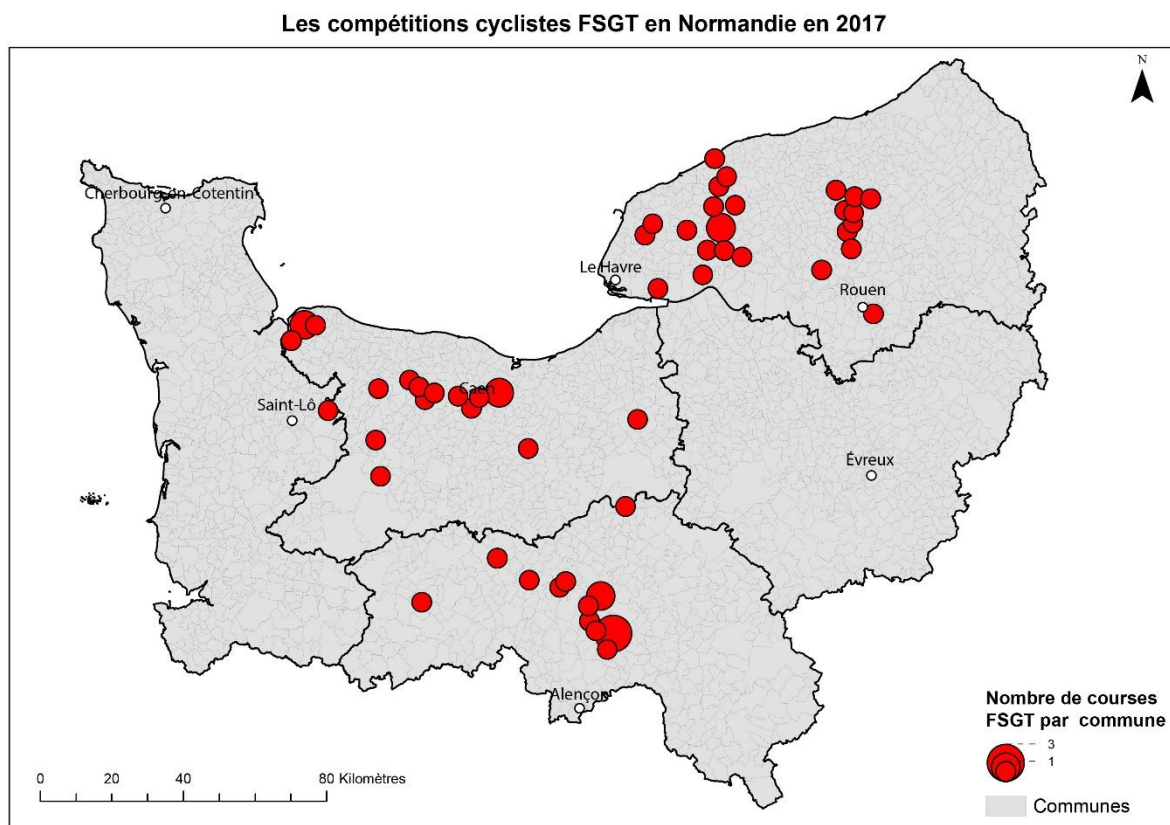 Les compétitions cyclistes FSGT en Normandie en 2017
N
Cherbourg-en-Cotentin
Le Havre
Rouen
Caen
Saint-Lô
Évreux
Alençon
Nombre de courses
FSGT par commune
3
1
Communes
0 40 80 Kilomètres